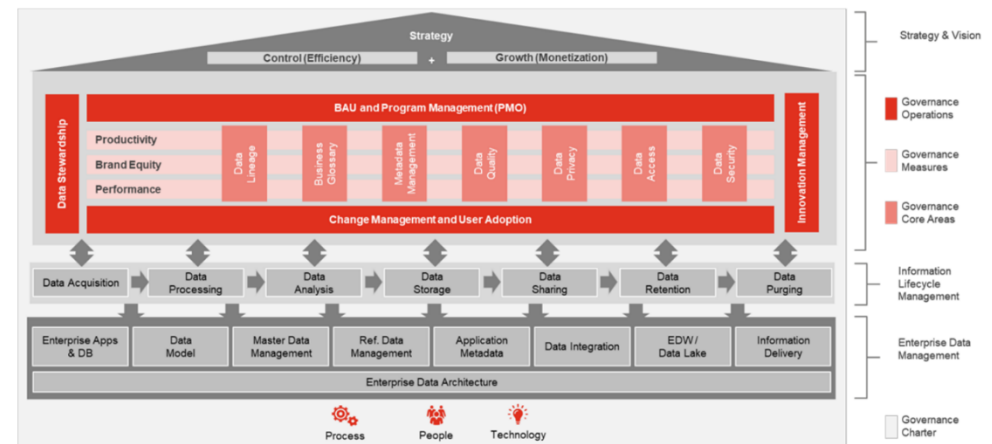 Strategy
Control (Efficiency) + Growth (Monetization)
Strategy & Vision
BAU and Program Management (PMO)
Data Stewardship
Productivity
Brand Equity
Performance
Data
Lineage
Business
Glossary
Metadata
Management
Data
Quality
Data
Privacy
Data
Access
Data
Security
Innovation Management
Change Management and User Adoption
Governance
Operations
Governance
Measures
Governance
Core Areas
Data Acquisition
Data
Processing
Data
Analysis
Data
Storage
Data
Sharing
Data
Retention
Data
Purging
Information
Lifecycle
Management
Enterprise Apps
& DB
Data
Model
Master Data
Management
Ref. Data
Management
Application
Metadata
Data Integration
EDW /
Data Lake
Information
Delivery
Enterprise Data Architecture
Enterprise Data
Management
Process
People
Technology
Governance
Charter